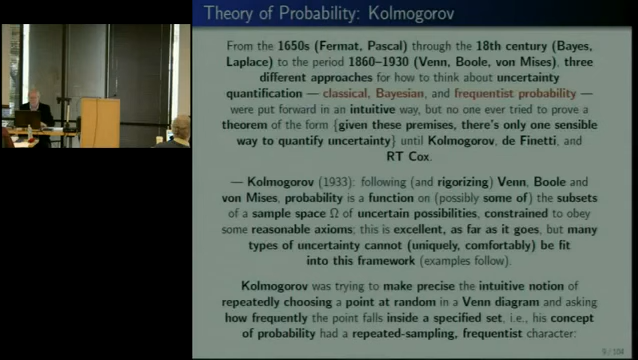 Theory of Probability: Kolmogorov
From the 1650s (Fermat, Pascal) through the 18th century (Bayes,
Laplace) to the period 1860–1930 (Venn, Boole, von Mises), three
different approaches for how to think about uncertainty
quantification — classical, Bayesian, and frequentist probability —
were put forward in an intuitive way, but no one ever tried to prove a
theorem of the form {given these premises, there's only one sensible
way to quantify uncertainty} until Kolmogorov, de Finetti, and
RT Cox.
— Kolmogorov (1933): following (and rigorizing) Venn, Boole and
von Mises, probability is a function on (possibly some of) the subsets
of a sample space Ω of uncertain possibilities, constrained to obey
some reasonable axioms; this is excellent, as far as it goes, but many
types of uncertainty cannot (uniquely, comfortably) be fit
into this framework (examples follow).
Kolmogorov was trying to make precise the intuitive notion of
repeatedly choosing a point at random in a Venn diagram and asking
how frequently the point falls inside a specified set, i.e., his concept
of probability had a repeated-sampling, frequentist character:
9 / 104